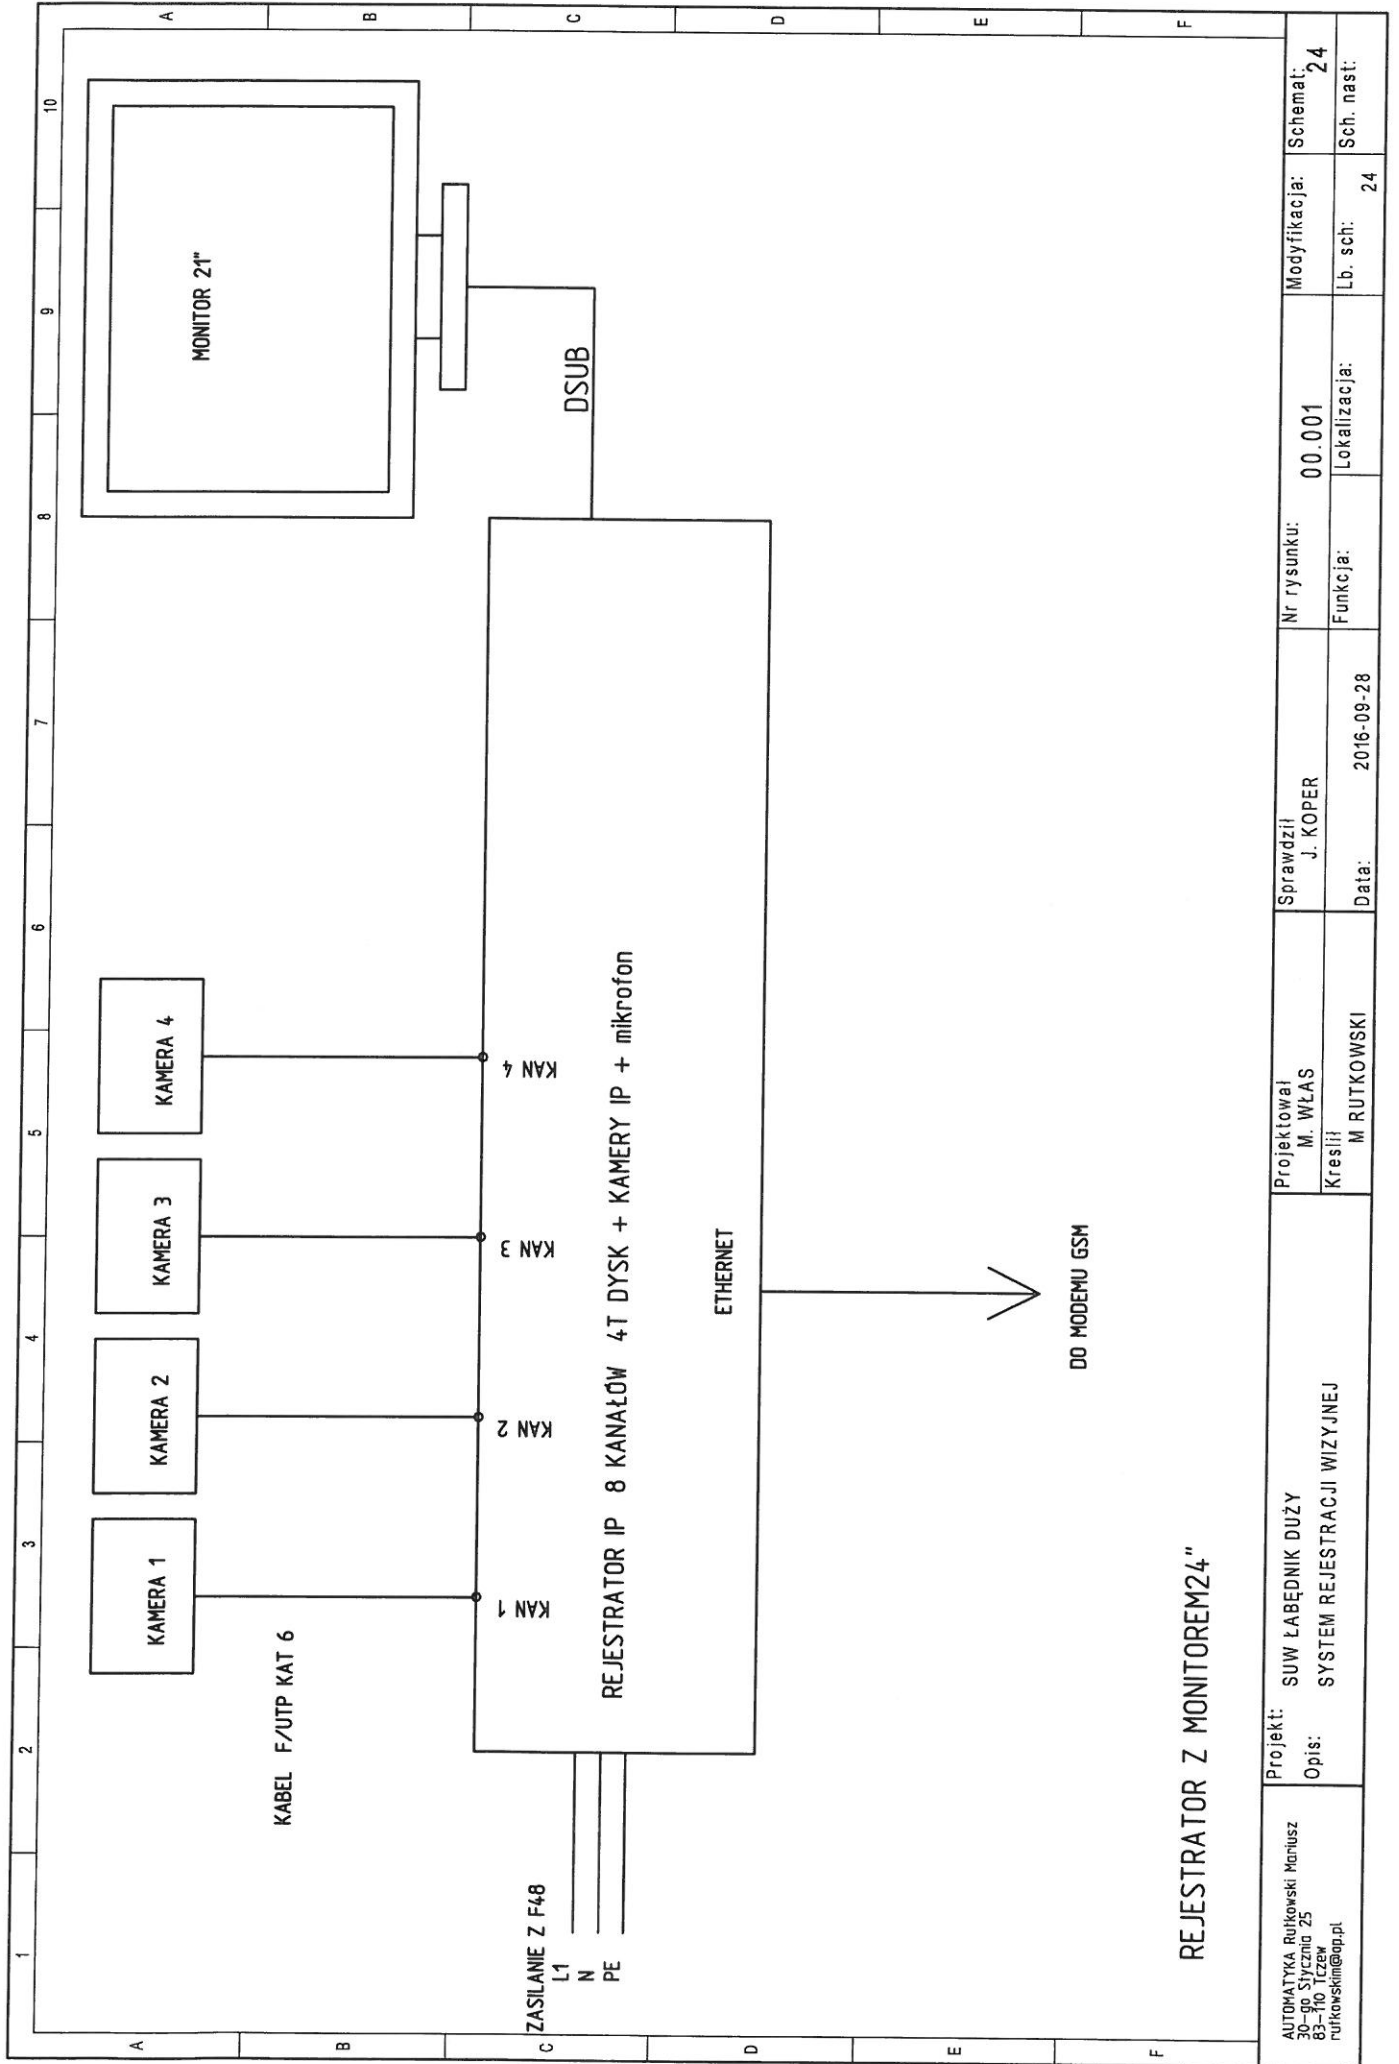 1 2 3 4 5 6 7 8 9 10
A A
B B
C C
D D
E E
F F
KAMERA 1 KAMERA 2 KAMERA 3 KAMERA 4
MONITOR 21"
KABEL F/UTP KAT 6
KAN 1 KAN 2 KAN 3 KAN 4
DSUB
ZASILANIE Z F48
L1
N
PE
REJESTRATOR IP 8 KANAŁÓW 4T DYSK + KAMERY IP + mikrofon
ETHERNET
DO MODEMU GSM
REJESTRATOR Z MONITOREM24"
AUTOMATYKA Rutkowski Mariusz
30-go Stycznia 25
83-110 Tczew
rutkowskim@op.pl
Projekt: SUW ŁABĘDNIK DUŻY
Opis: SYSTEM REJESTRACJI WIZYJNEJ
Projektował
M. WŁAS
Kreslił
M RUTKOWSKI
Sprawdził
J. KOPER
Data: 2016-09-28
Nr rysunku: 00.001
Funkcja: Lokalizacja:
Modyfikacja: Schemat: 24
Lb. sch: 24 Sch. nast: